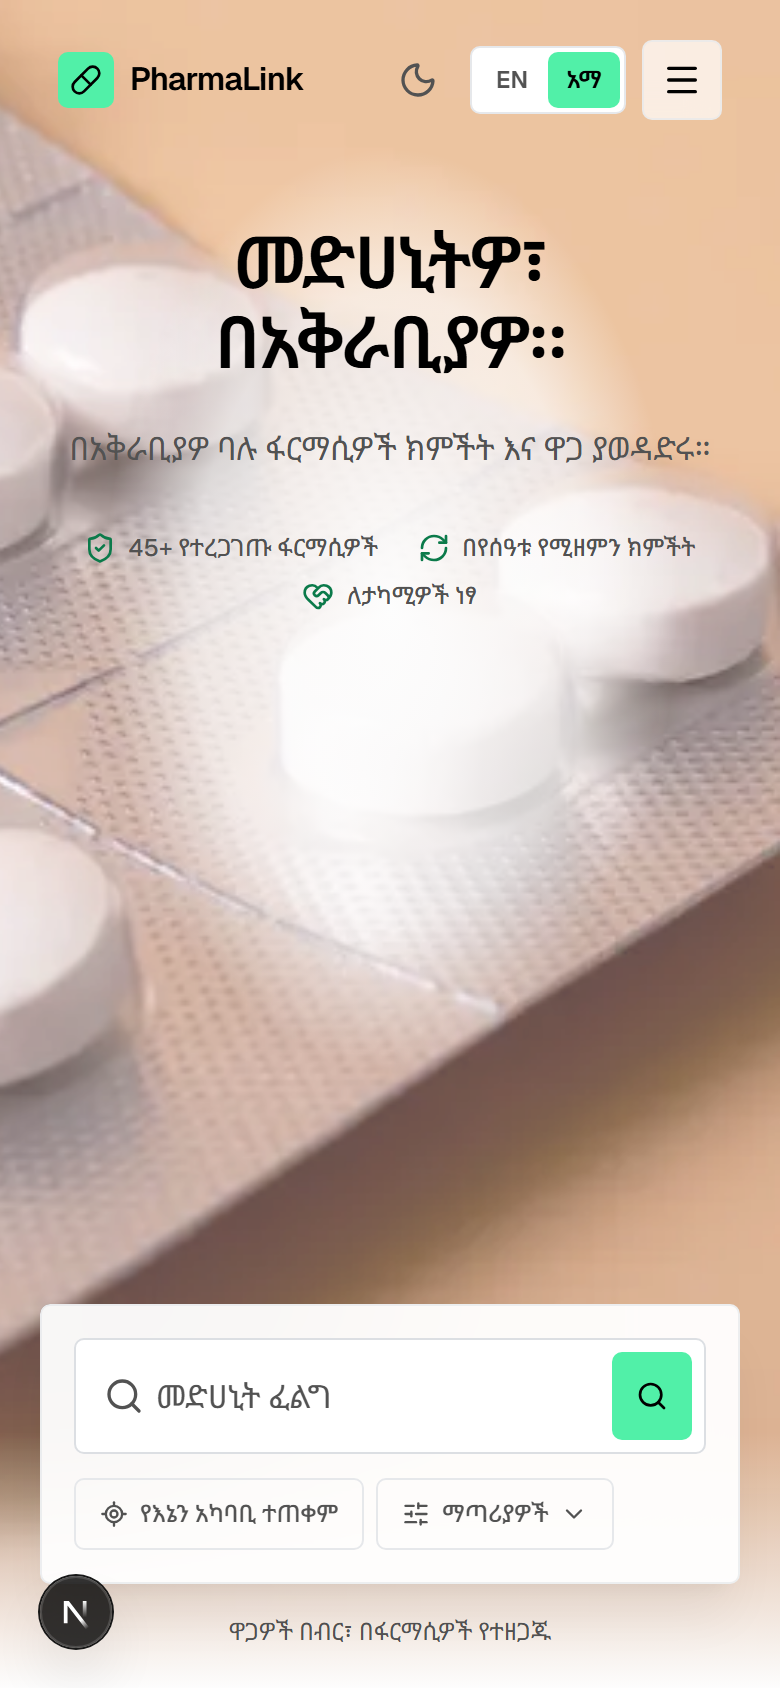 PharmaLink
EN
አማ
መድሀኒትዎ፣
በአቅራቢያዎ።
በአቅራቢያዎ ባሉ ፋርማሲዎች ክምችት እና ዋጋ ያወዳድሩ።
45+ የተረጋገጡ ፋርማሲዎች
በየሰዓቱ የሚዘምን ክምችት
ለታካሚዎች ነፃ
መድሀኒት ፈልግ
የእኔን አካባቢ ተጠቀም
ማጣሪያዎች
N
ዋጋዎች በብር፣ በፋርማሲዎች የተዘጋጁ